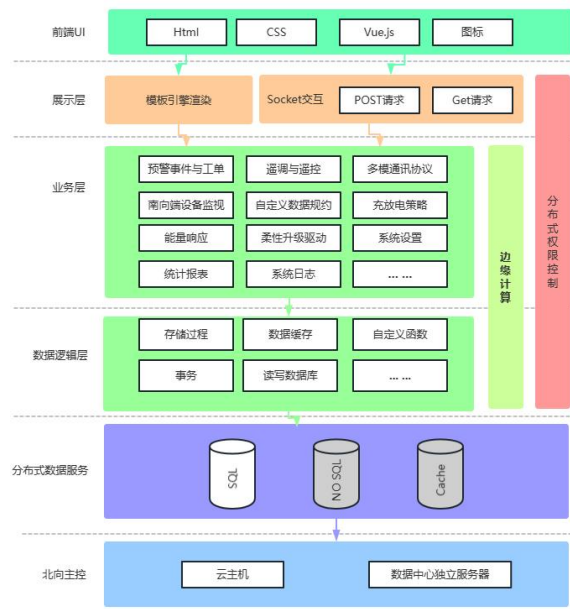 前端UI
Html
CSS
Vue.js
图标
展示层
模板引擎渲染
Socket交互
POST请求
Get请求
业务层
预警事件与工单
遥调与遥控
多模通讯协议
南向端设备监视
自定义数据规约
充放电策略
能量响应
柔性升级驱动
系统设置
统计报表
系统日志
... ...
边缘计算
分布式权限控制
数据逻辑层
存储过程
数据缓存
自定义函数
事务
读写数据库
... ...
分布式数据服务
SQL
NO SQL
Cache
北向主控
云主机
数据中心独立服务器